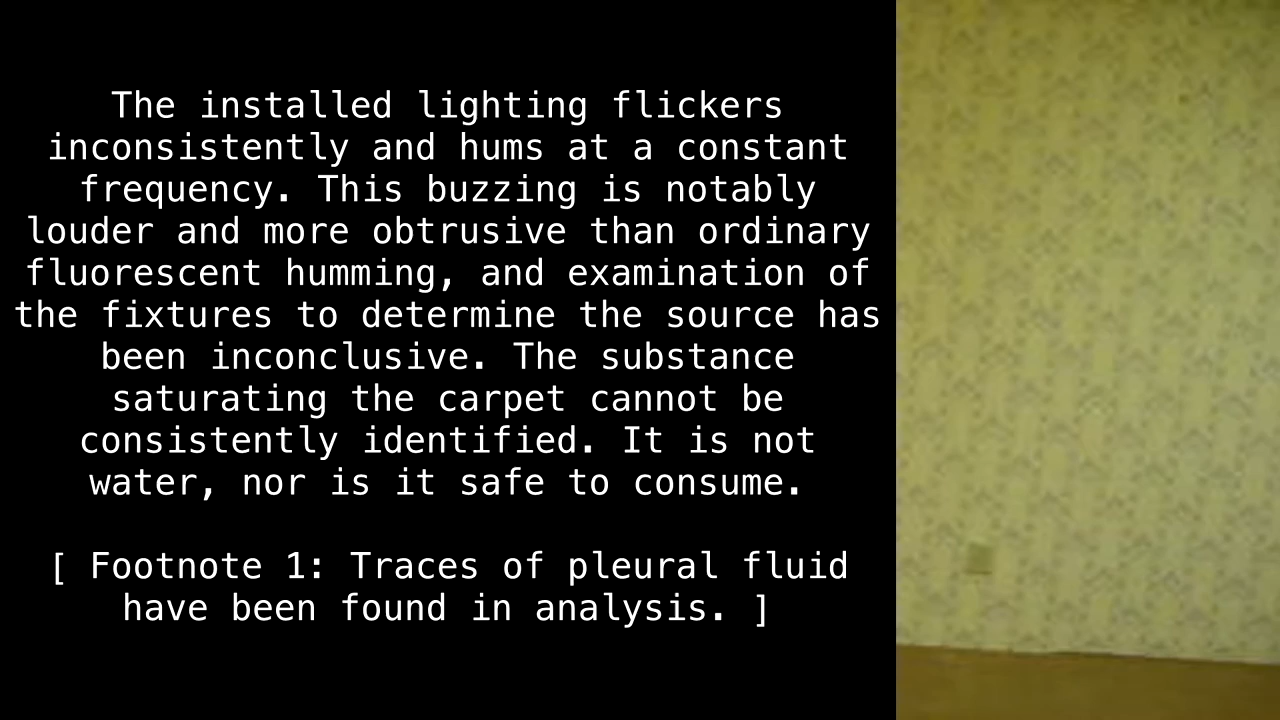 The installed lighting flickers
inconsistently and hums at a constant
frequency. This buzzing is notably
louder and more obtrusive than ordinary
fluorescent humming, and examination of
the fixtures to determine the source has
been inconclusive. The substance
saturating the carpet cannot be
consistently identified. It is not
water, nor is it safe to consume.
[ Footnote 1: Traces of pleural fluid
have been found in analysis. ]